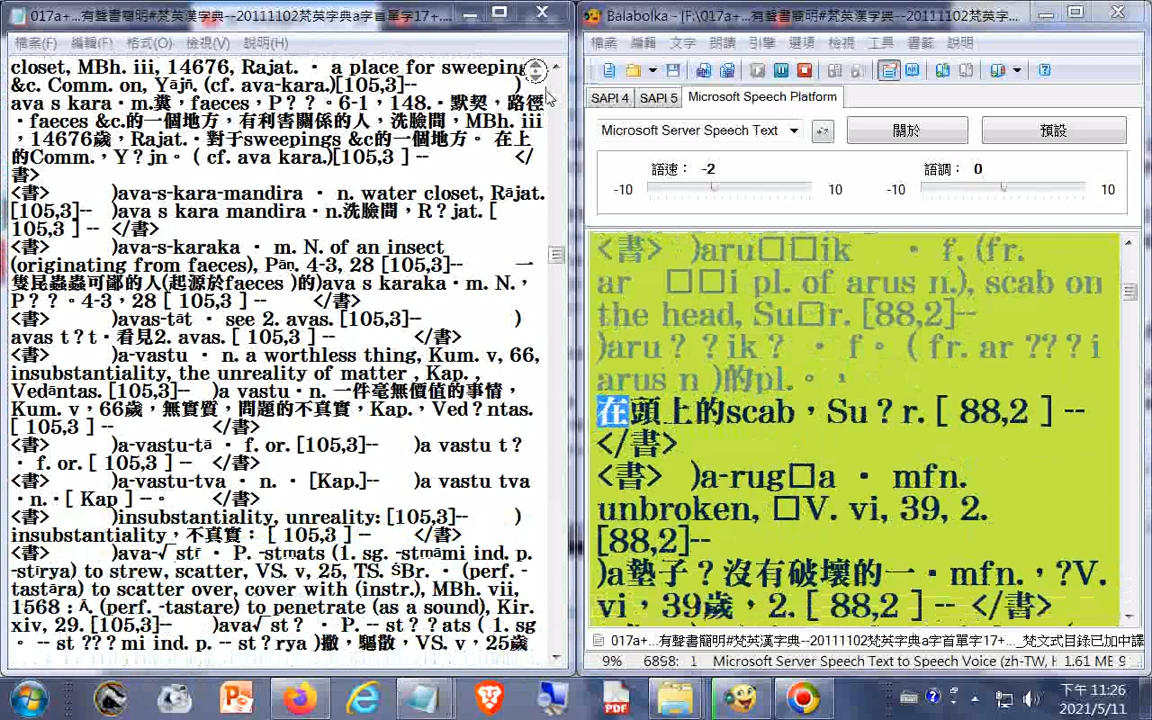 017a+...有聲書簡明#梵英漢字典--20111102梵英字典a字首單字17+...
檔案(F) 編輯(E) 格式(O) 檢視(V) 說明(H)
closet, MBh. iii, 14676, Rajat. · a place for sweeping
&c. Comm. on, Yājñ. (cf. ava-kara.)[105,3]-- )
ava s kara·m.糞,faeces,P??。6-1,148.·默契,路徑
·faeces &c.的一個地方,有利害關係的人,洗臉間,MBh. iii
,14676歲,Rajat.·對于sweepings &c的一個地方。 在上
的Comm.,Y?jn。( cf. ava kara.)[105,3 ] -- </
書>
<書> )ava-s-kara-mandira · n. water closet, Rājat.
[105,3]-- )ava s kara mandira·n.洗臉間,R?jat. [
105,3 ] -- </書>
<書> )ava-s-karaka · m. N. of an insect
(originating from faeces), Pāṇ. 4-3, 28 [105,3]-- 一
隻昆蟲蟲可鄙的人(起源於faeces )的)ava s karaka·m. N.,
P??。4-3,28 [ 105,3 ] -- </書>
<書> )avas-tāt · see 2. avas. [105,3]-- )
avas t?t·看見2. avas. [ 105,3 ] -- </書>
<書> )a-vastu · n. a worthless thing, Kum. v, 66,
insubstantiality, the unreality of matter , Kap. ,
Vedāntas. [105,3]-- )a vastu·n. 一件毫無價值的事情,
Kum. v,66歲,無實質,問題的不真實,Kap.,Ved?ntas.
[ 105,3 ] -- </書>
<書> )a-vastu-tā · f. or. [105,3]-- )a vastu t?
·f. or. [ 105,3 ] -- </書>
<書> )a-vastu-tva · n. · [Kap.]-- )a vastu tva
·n.·[ Kap ] --。 </書>
<書> )insubstantiality, unreality: [105,3]-- )
insubstantiality,不真實: [ 105,3 ] -- </書>
<書> )ava-√ stṛ · P. -stṛṇāti (1. sg. -stṛṇāmi ind. p.
-stīrya) to strew, scatter, VS. v, 25, TS. ŚBr. · (perf. -
tastāra) to scatter over, cover with (instr.), MBh. vii,
1568 : Ā. (perf. -tastare) to penetrate (as a sound), Kir.
xiv, 29. [105,3]-- )ava√ st?·P. -- st??ats ( 1. sg
。 -- st ???mi ind. p. -- st?rya )撒,驅散,VS. v,25歲
Balabolka - [F:\017a+...有聲書簡明#梵英漢字典--20111102梵英字...
檔案 編輯 文字 朗讀 引擎 選項 檢視 工具 書籤 說明
SAPI 4 SAPI 5 Microsoft Speech Platform
Microsoft Server Speech Text 關於 預設
語速: -2 語調: 0
-10 10 -10 10
<書> )aru□□ik · f. (fr.
ar □□i pl. of arus n.), scab on
the head, Su□r. [88,2]--
)aru??ik? ·f。( fr. ar ???i
arus n )的pl.。,
在頭上的scab,Su?r. [ 88,2 ] --
</書>
<書> )a-rug□a · mfn.
unbroken, □V. vi, 39, 2.
[88,2]--
)a墊子?沒有破壞的一·mfn.,?V.
vi,39歲,2. [ 88,2 ] -- </書>
017a+...有聲書簡明#梵英漢字典--20111102梵英字典a字首單字17+..._梵文式目錄已加中譯
9% 6898: 1 Microsoft Server Speech Text to Speech Voice (zh-TW, H 1.61 MB 9
下午 11:26
2021/5/11